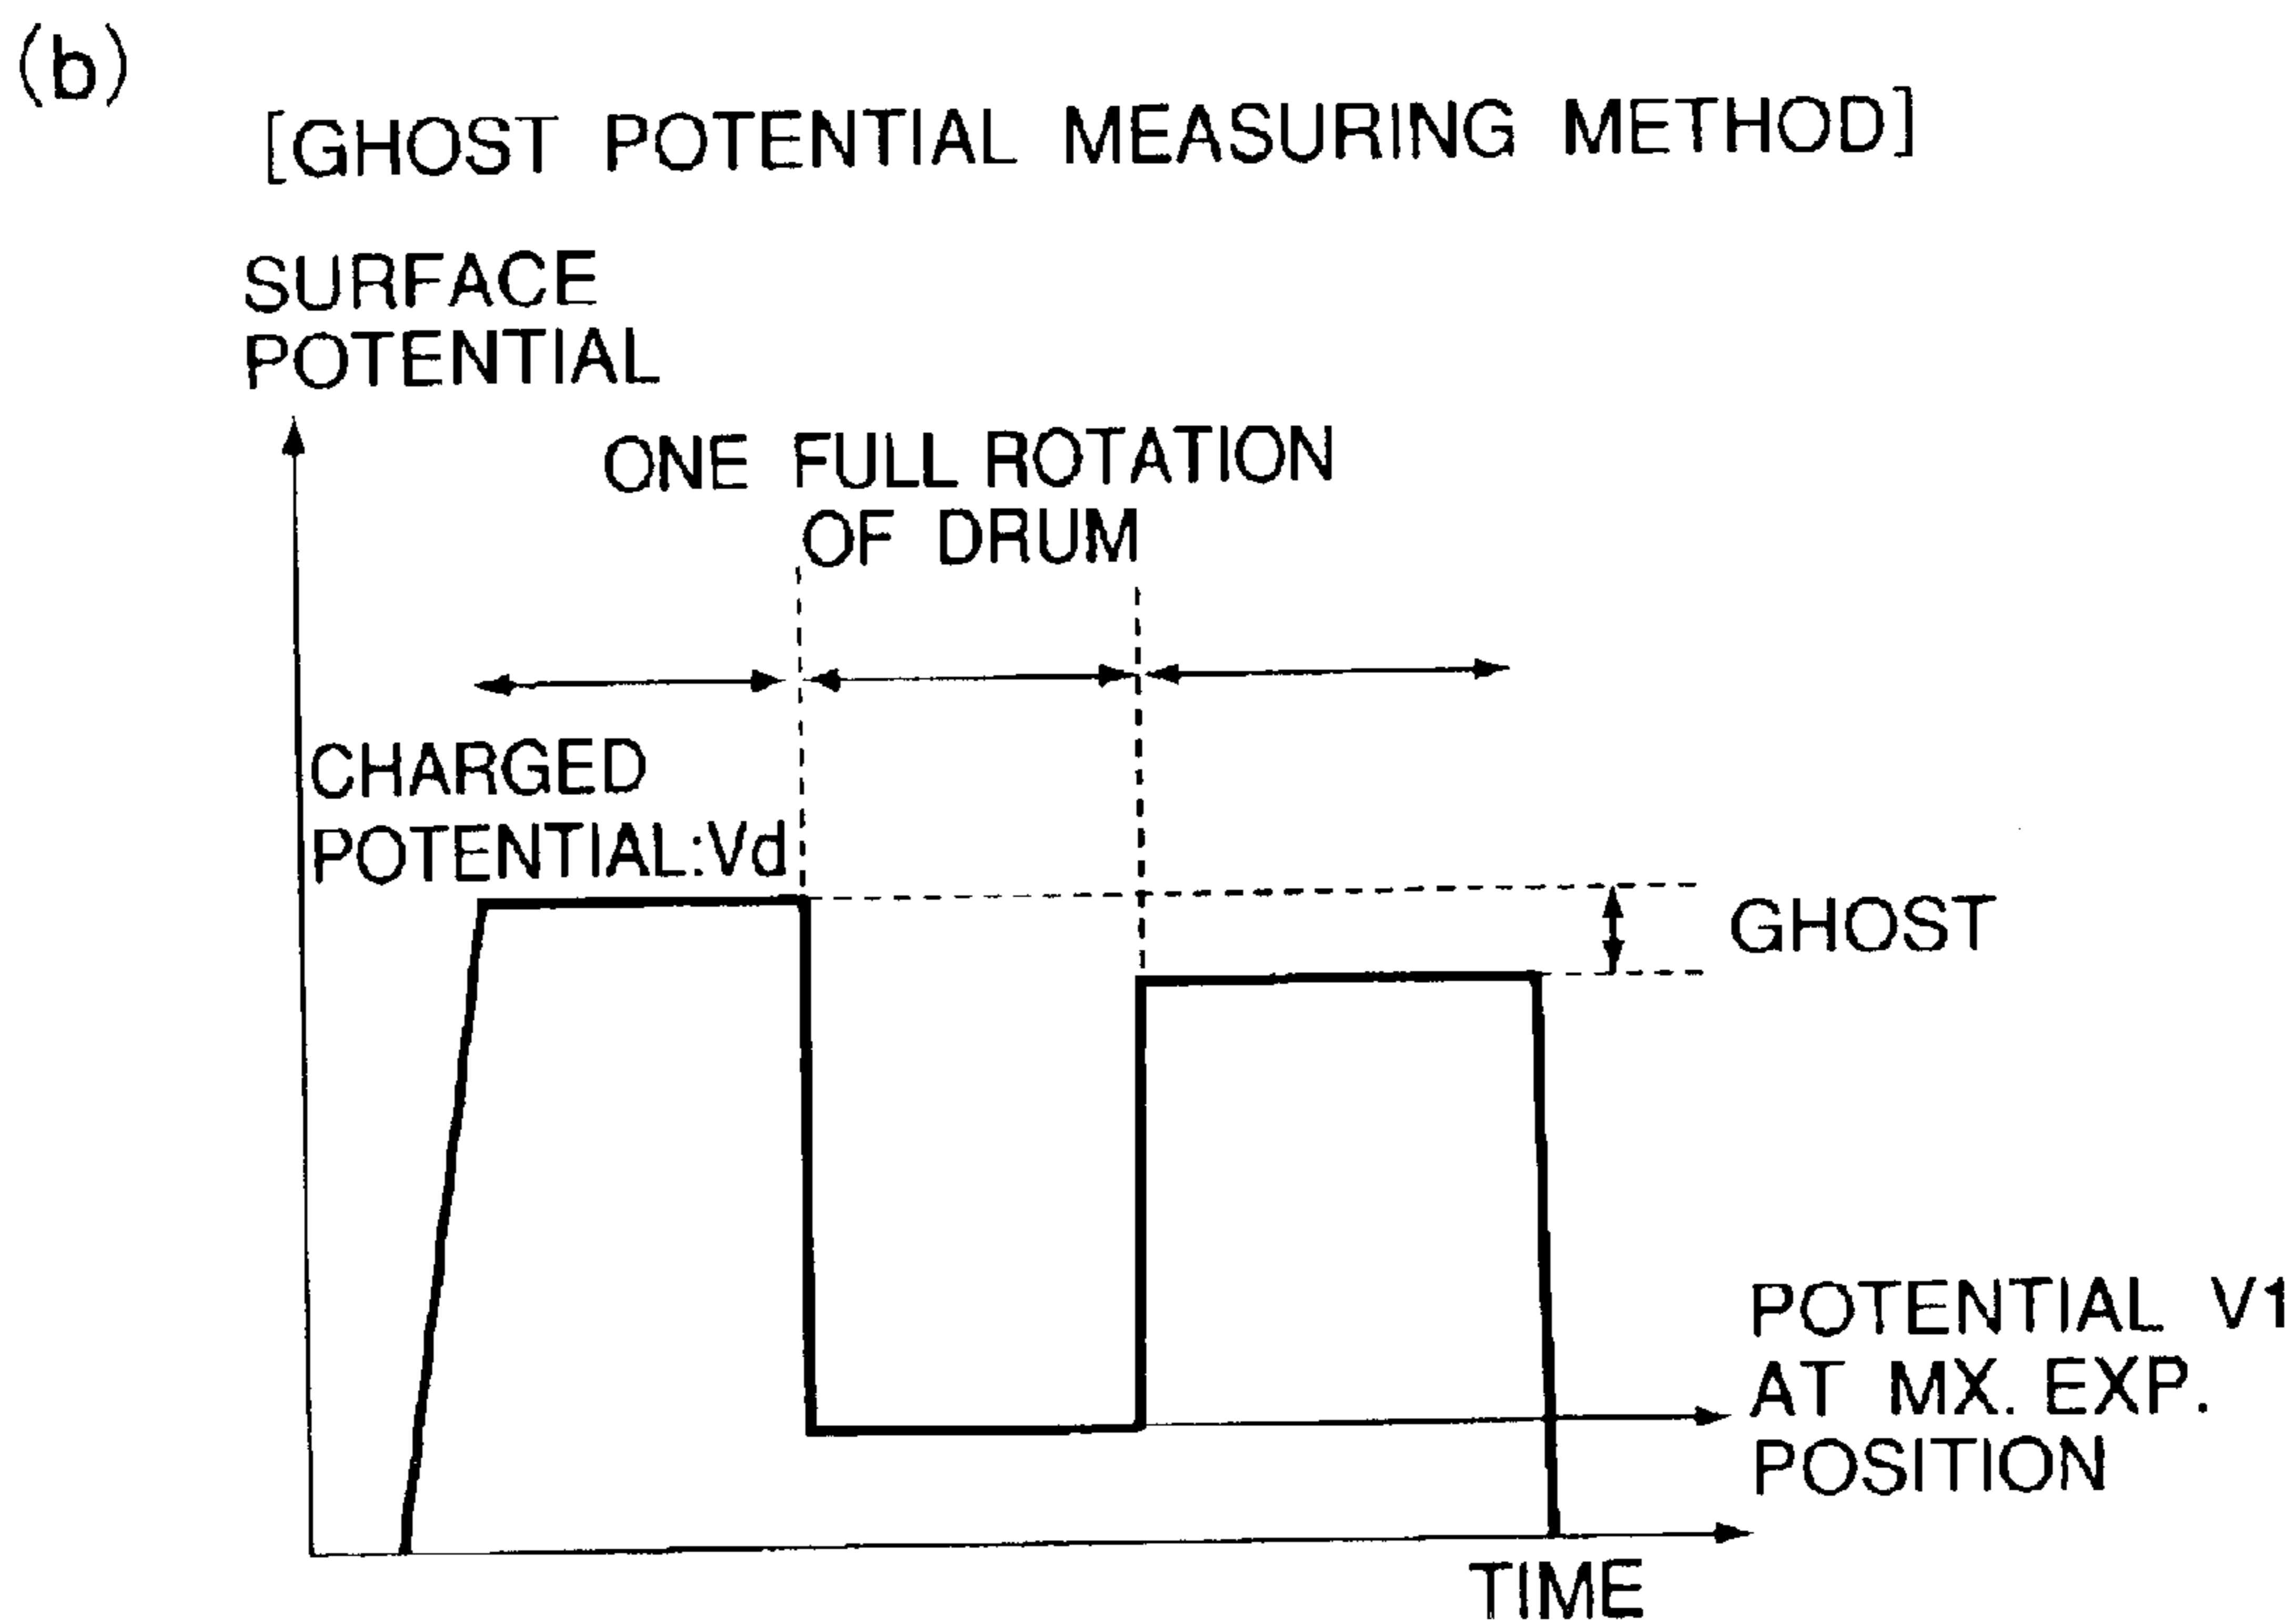 (b)
[GHOST POTENTIAL MEASURING METHOD]
SURFACE
POTENTIAL
ONE FULL ROTATION
OF DRUM
CHARGED
POTENTIAL:Vd
GHOST
POTENTIAL V1
AT MX. EXP.
POSITION
TIME